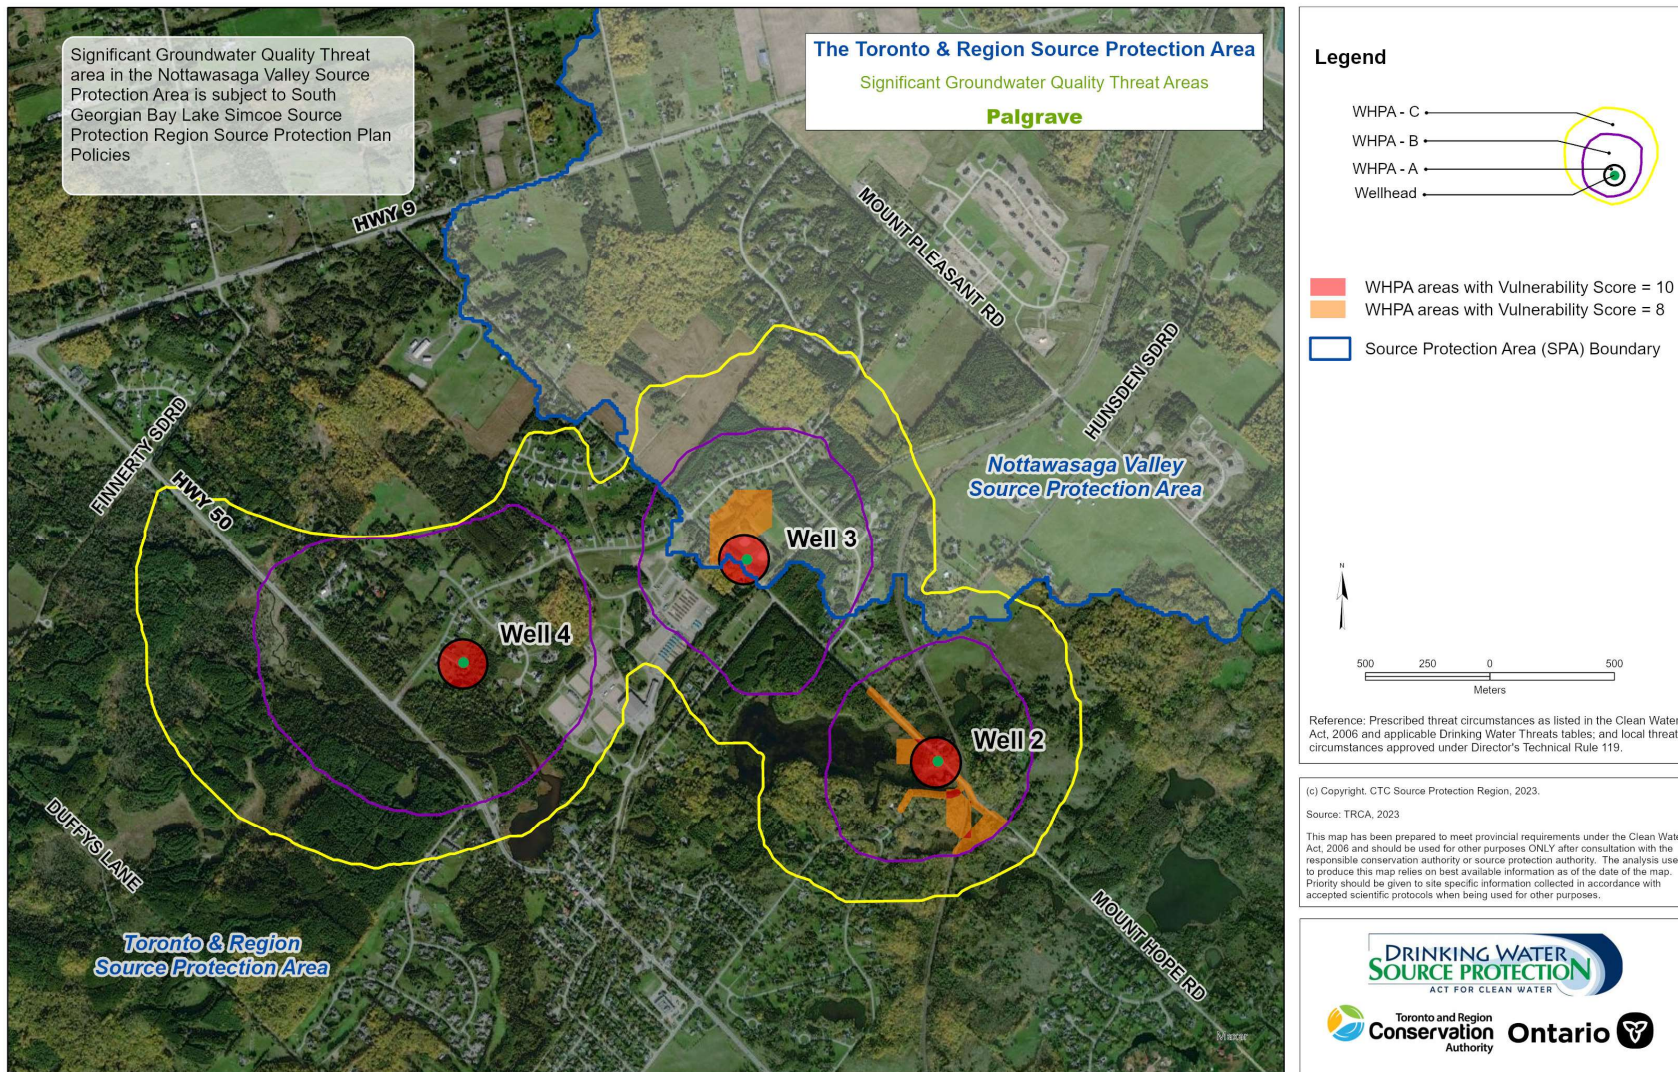 Significant Groundwater Quality Threat
area in the Nottawasaga Valley Source
Protection Area is subject to South
Georgian Bay Lake Simcoe Source
Protection Region Source Protection Plan
Policies
The Toronto & Region Source Protection Area
Significant Groundwater Quality Threat Areas
Palgrave
HWY 9
MOUNT PLEASANT RD
HUNSDEN SDRD
FINNERTY SDRD
HWY 50
Nottawasaga Valley
Source Protection Area
Well 3
Well 4
Well 2
DUFFYS LANE
MOUNT HOPE RD
Toronto & Region
Source Protection Area
Maxar
Legend
WHPA - C
WHPA - B
WHPA - A
Wellhead
WHPA areas with Vulnerability Score = 10
WHPA areas with Vulnerability Score = 8
Source Protection Area (SPA) Boundary
N
500 250 0 500
Meters
Reference: Prescribed threat circumstances as listed in the Clean Water
Act, 2006 and applicable Drinking Water Threats tables; and local threat
circumstances approved under Director's Technical Rule 119.
(c) Copyright. CTC Source Protection Region, 2023.
Source: TRCA, 2023
This map has been prepared to meet provincial requirements under the Clean Wate
Act, 2006 and should be used for other purposes ONLY after consultation with the
responsible conservation authority or source protection authority. The analysis use
to produce this map relies on best available information as of the date of the map.
Priority should be given to site specific information collected in accordance with
accepted scientific protocols when being used for other purposes.
DRINKING WATER
SOURCE PROTECTION
ACT FOR CLEAN WATER
Toronto and Region
Conservation
Authority
Ontario